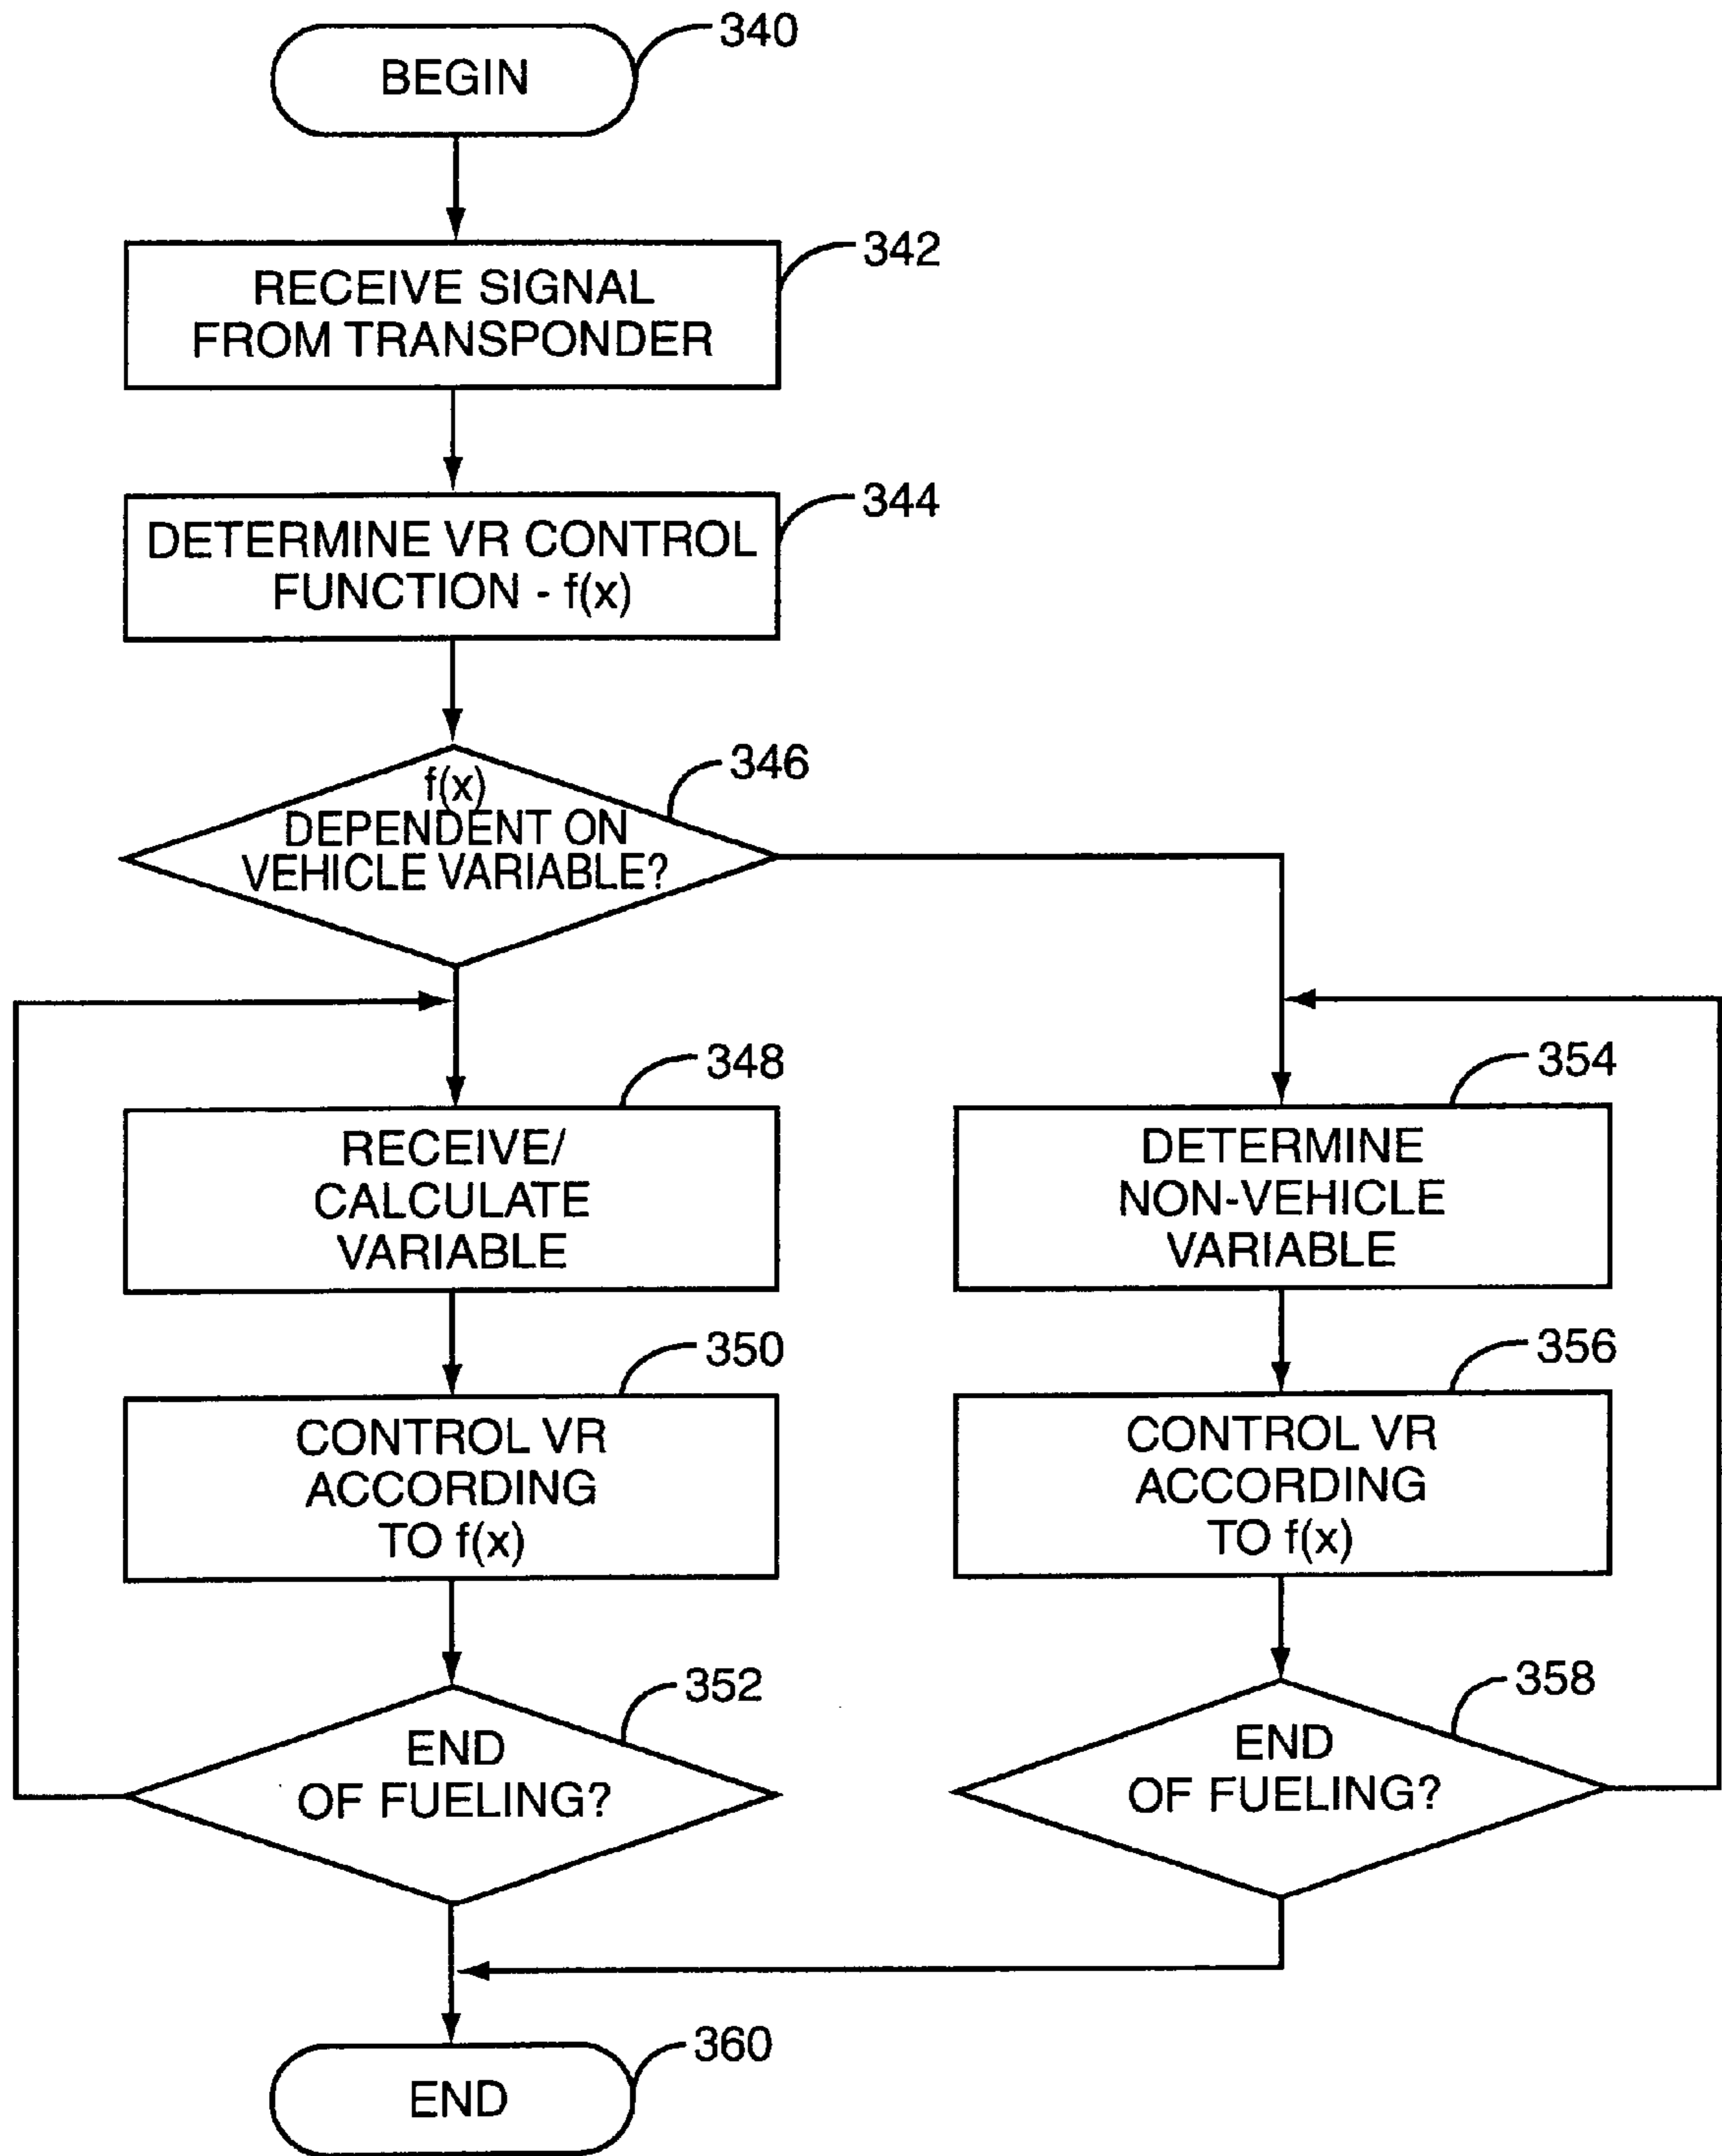 340
BEGIN
342
RECEIVE SIGNAL
FROM TRANSPONDER
344
DETERMINE VR CONTROL
FUNCTION - f(x)
346
f(x)
DEPENDENT ON
VEHICLE VARIABLE?
348
RECEIVE/
CALCULATE
VARIABLE
350
CONTROL VR
ACCORDING
TO f(x)
352
END
OF FUELING?
354
DETERMINE
NON-VEHICLE
VARIABLE
356
CONTROL VR
ACCORDING
TO f(x)
358
END
OF FUELING?
360
END